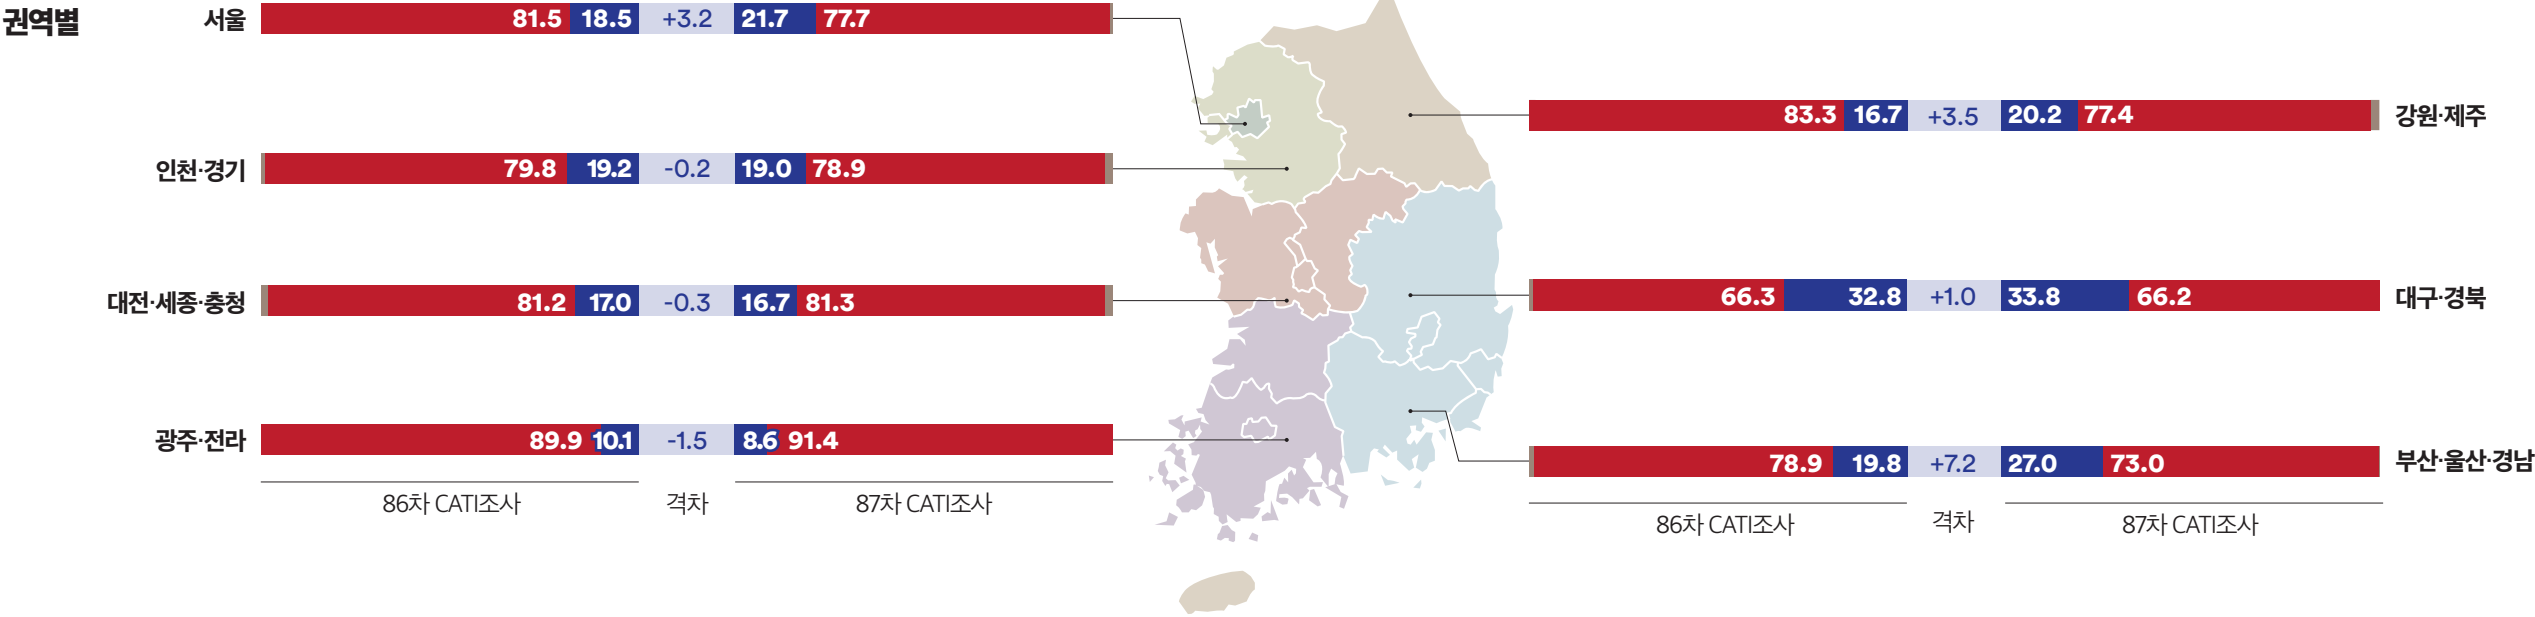 권역별
서울 81.5 18.5 +3.2 21.7 77.7
인천·경기 79.8 19.2 -0.2 19.0 78.9
대전·세종·충청 81.2 17.0 -0.3 16.7 81.3
광주·전라 89.9 10.1 -1.5 8.6 91.4
86차 CATI조사 격차 87차 CATI조사
83.3 16.7 +3.5 20.2 77.4 강원·제주
66.3 32.8 +1.0 33.8 66.2 대구·경북
78.9 19.8 +7.2 27.0 73.0 부산·울산·경남
86차 CATI조사 격차 87차 CATI조사